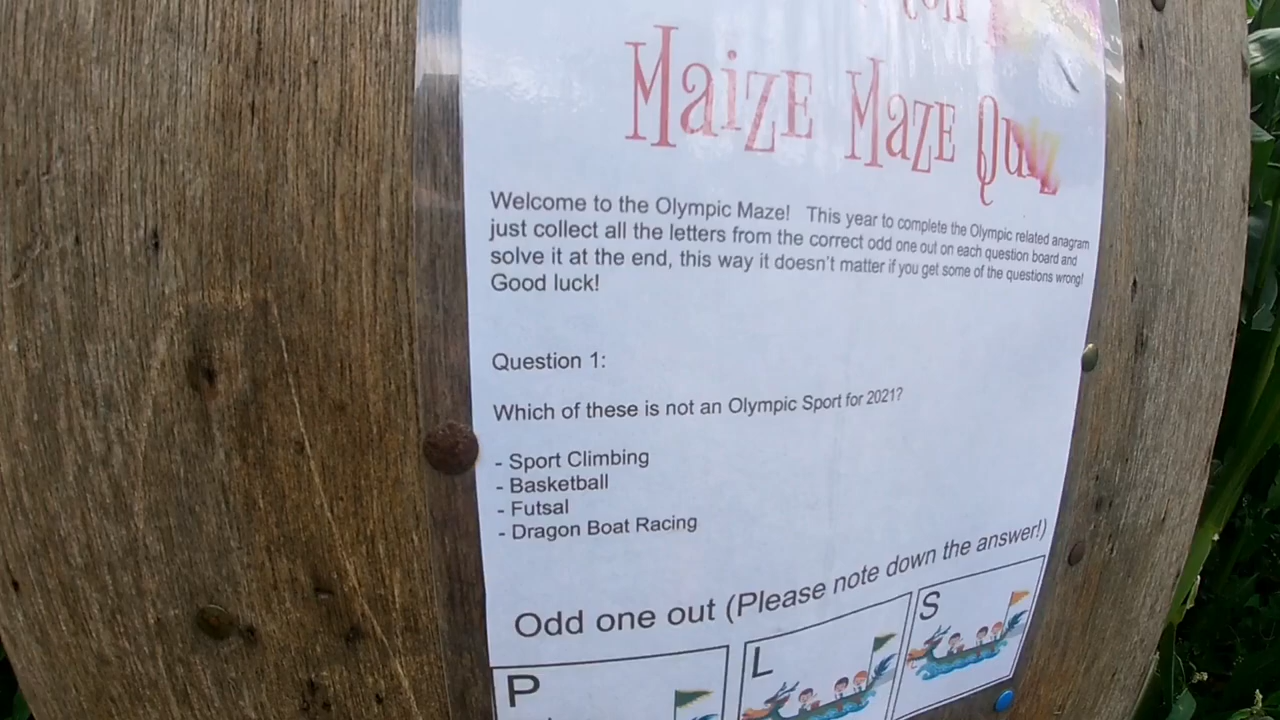 Maize Maze Quiz
Welcome to the Olympic Maze! This year to complete the Olympic related anagram
just collect all the letters from the correct odd one out on each question board and
solve it at the end, this way it doesn't matter if you get some of the questions wrong!
Good luck!
Question 1:
Which of these is not an Olympic Sport for 2021?
- Sport Climbing
- Basketball
- Futsal
- Dragon Boat Racing
Odd one out (Please note down the answer!)
P L S